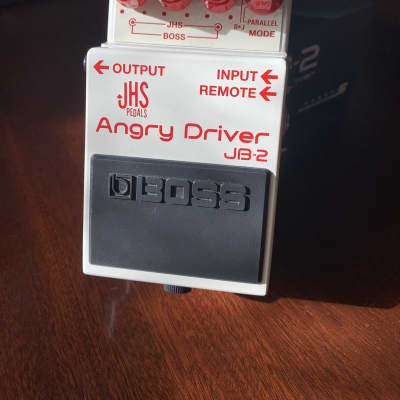 JHS
BOSS
PARALLEL
MODE
← OUTPUT
INPUT ←
REMOTE ←
JHS
PEDALS
Angry Driver
JB-2
BOSS